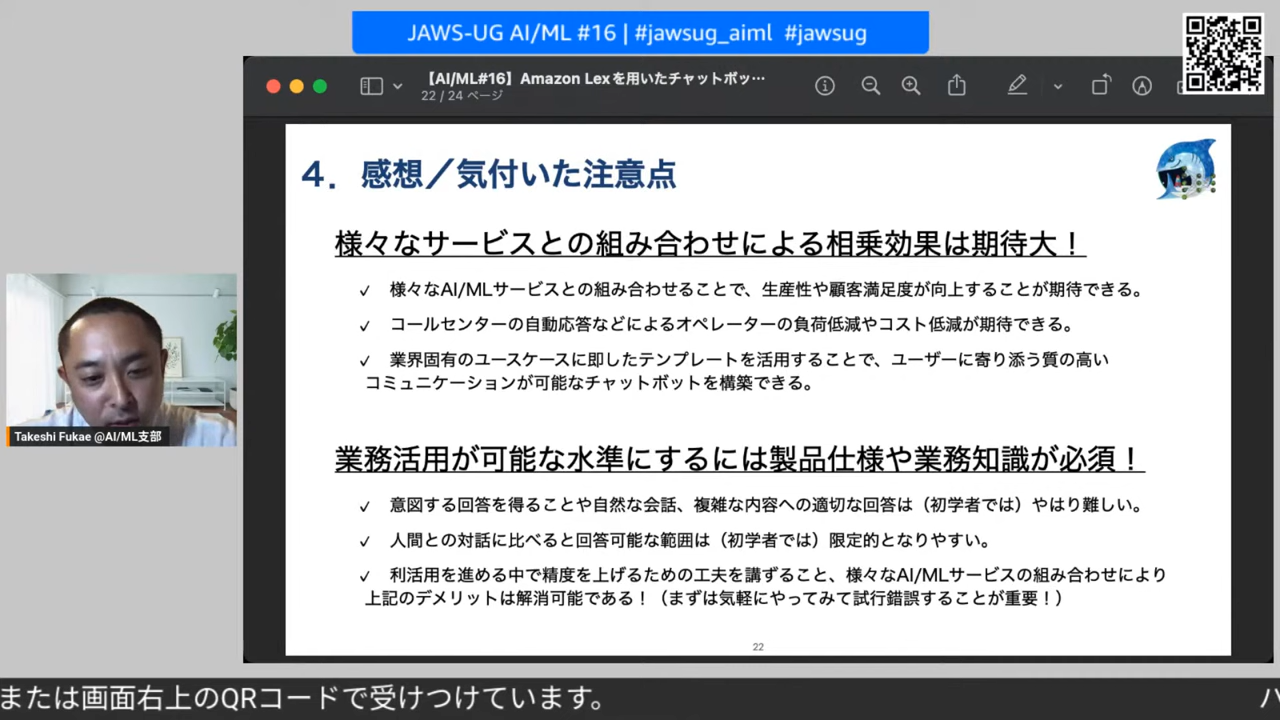 JAWS-UG AI/ML #16 | #jawsug_aiml #jawsug
【AI/ML#16】Amazon Lexを用いたチャットボッ…
22 / 24 ページ
4．感想／気付いた注意点
様々なサービスとの組み合わせによる相乗効果は期待大！
✓ 様々なAI/MLサービスとの組み合わせることで、生産性や顧客満足度が向上することが期待できる。
✓ コールセンターの自動応答などによるオペレーターの負荷低減やコスト低減が期待できる。
✓ 業界固有のユースケースに即したテンプレートを活用することで、ユーザーに寄り添う質の高い
コミュニケーションが可能なチャットボットを構築できる。
業務活用が可能な水準にするには製品仕様や業務知識が必須！
✓ 意図する回答を得ることや自然な会話、複雑な内容への適切な回答は（初学者では）やはり難しい。
✓ 人間との対話に比べると回答可能な範囲は（初学者では）限定的となりやすい。
✓ 利活用を進める中で精度を上げるための工夫を講ずること、様々なAI/MLサービスの組み合わせにより
上記のデメリットは解消可能である！（まずは気軽にやってみて試行錯誤することが重要！）
22
Takeshi Fukae @AI/ML支部
または画面右上のQRコードで受けつけています。
ハ